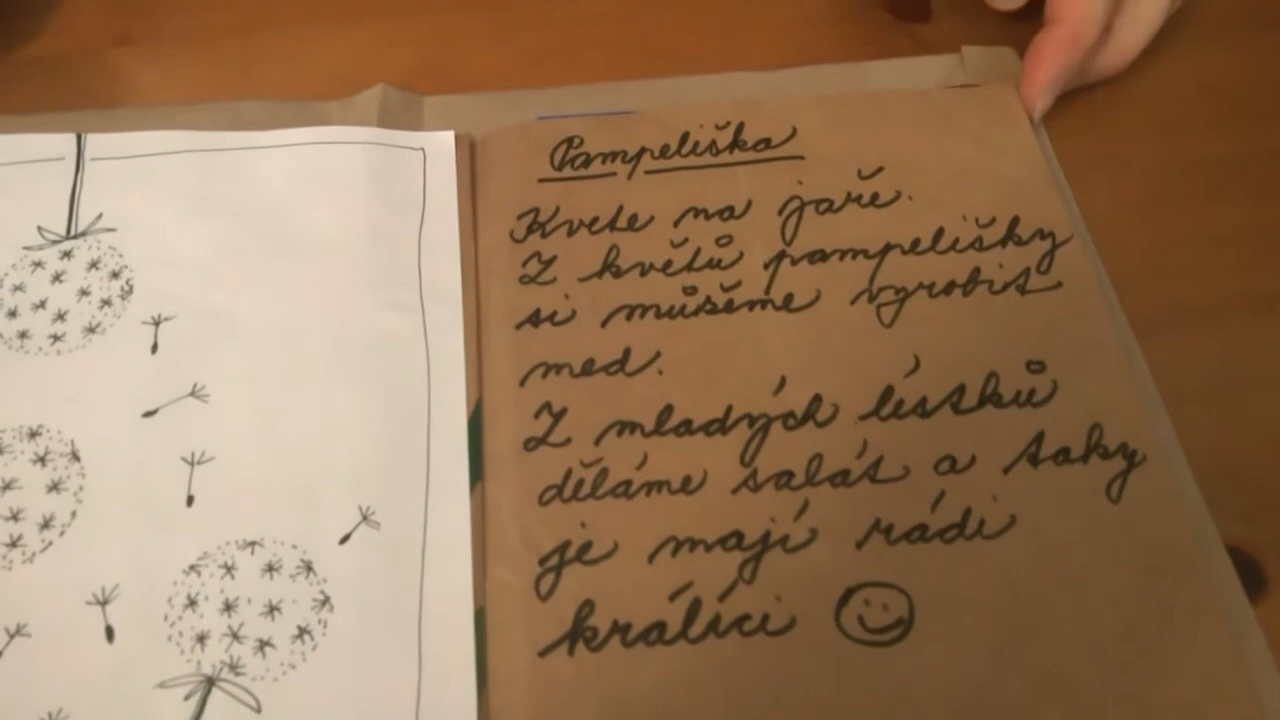 Pampeliška
Kvete na jaře.
Z květů pampelišky
si můžeme vyrobit
med.
Z mladých lístků
děláme salát a taky
je mají rádi
králíci